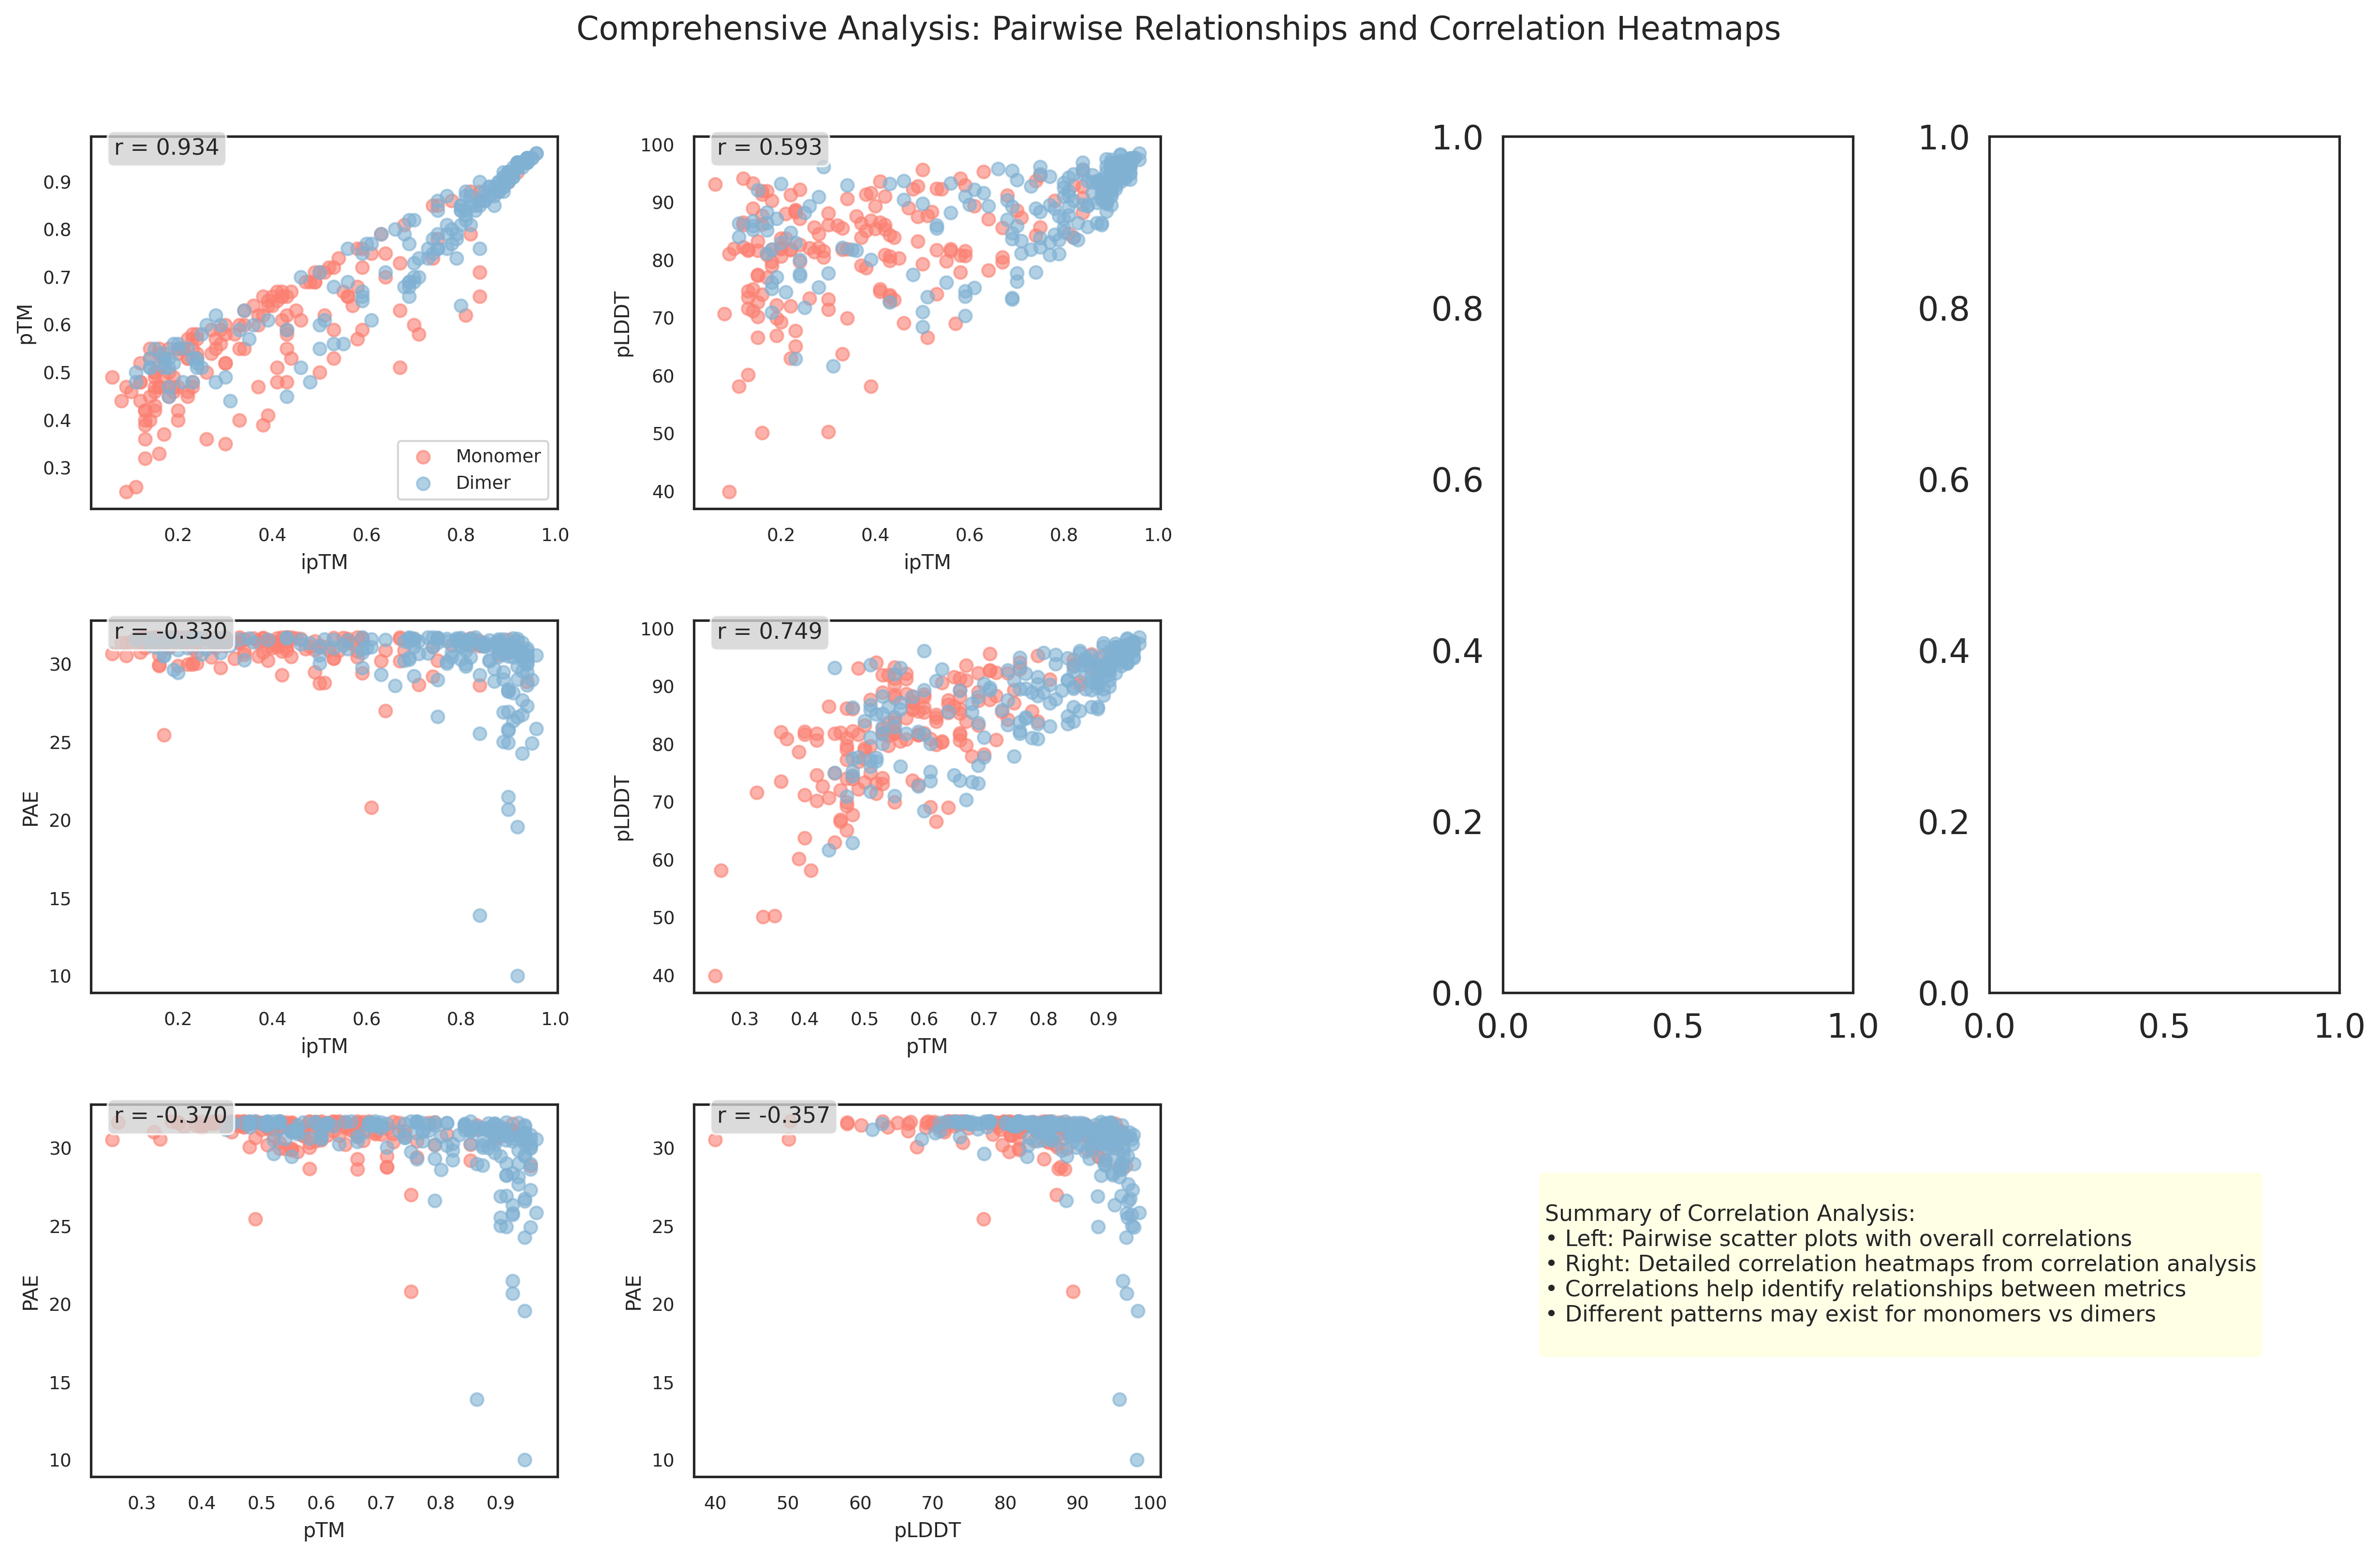 Comprehensive Analysis: Pairwise Relationships and Correlation Heatmaps
r = 0.934
pTM
0.9
0.8
0.7
0.6
0.5
0.4
0.3
Monomer
Dimer
0.2 0.4 0.6 0.8 1.0
ipTM
r = 0.593
pLDDT
100
90
80
70
60
50
40
0.2 0.4 0.6 0.8 1.0
ipTM
1.0
0.8
0.6
0.4
0.2
0.0
0.0 0.5 1.0
1.0
0.8
0.6
0.4
0.2
0.0
0.0 0.5 1.0
r = -0.330
PAE
30
25
20
15
10
0.2 0.4 0.6 0.8 1.0
ipTM
r = 0.749
pLDDT
100
90
80
70
60
50
40
0.3 0.4 0.5 0.6 0.7 0.8 0.9
pTM
r = -0.370
PAE
30
25
20
15
10
0.3 0.4 0.5 0.6 0.7 0.8 0.9
pTM
r = -0.357
PAE
30
25
20
15
10
40 50 60 70 80 90 100
pLDDT
Summary of Correlation Analysis:
• Left: Pairwise scatter plots with overall correlations
• Right: Detailed correlation heatmaps from correlation analysis
• Correlations help identify relationships between metrics
• Different patterns may exist for monomers vs dimers